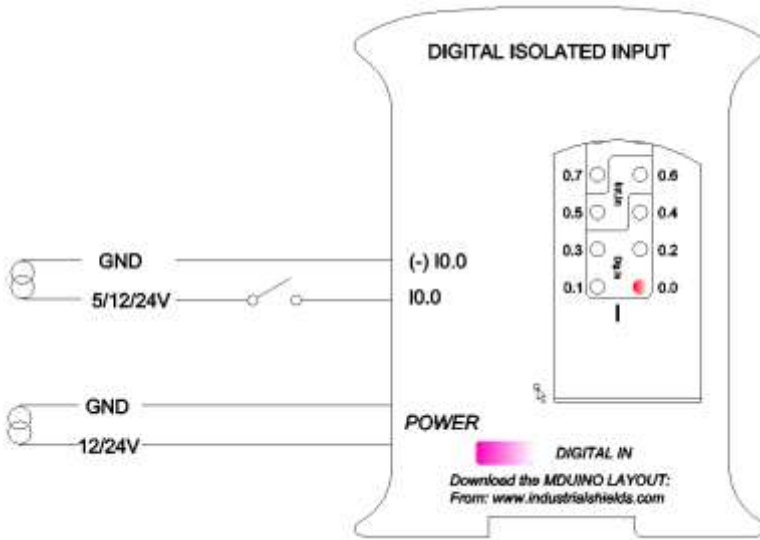 DIGITAL ISOLATED INPUT
0.7 0.6
0.5 0.4
0.3 0.2
0.1 0.0
Dig in
I
GND (-) I0.0
5/12/24V I0.0
GND
POWER
12/24V
DIGITAL IN
Download the MDUINO LAYOUT:
From: www.industrialshields.com